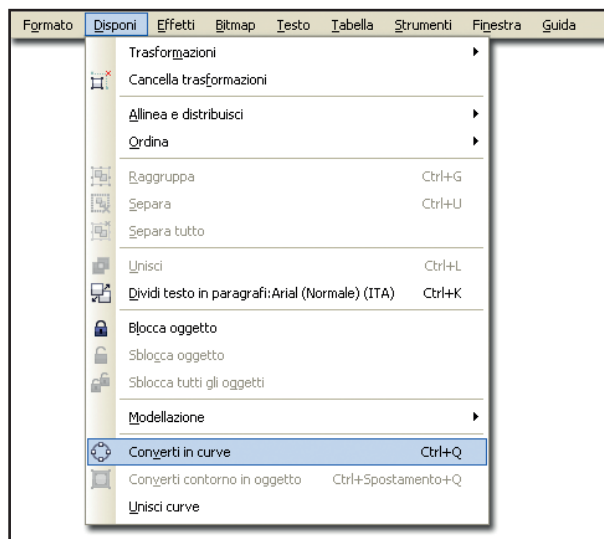 Formato Disponi Effetti Bitmap Testo Tabella Strumenti Finestra Guida
Trasformazioni
Cancella trasformazioni
Allinea e distribuisci
Ordina
Raggruppa Ctrl+G
Separa Ctrl+U
Separa tutto
Unisci Ctrl+L
Dividi testo in paragrafi:Arial (Normale) (ITA) Ctrl+K
Blocca oggetto
Sblocca oggetto
Sblocca tutti gli oggetti
Modellazione
Converti in curve Ctrl+Q
Converti contorno in oggetto Ctrl+Spostamento+Q
Unisci curve